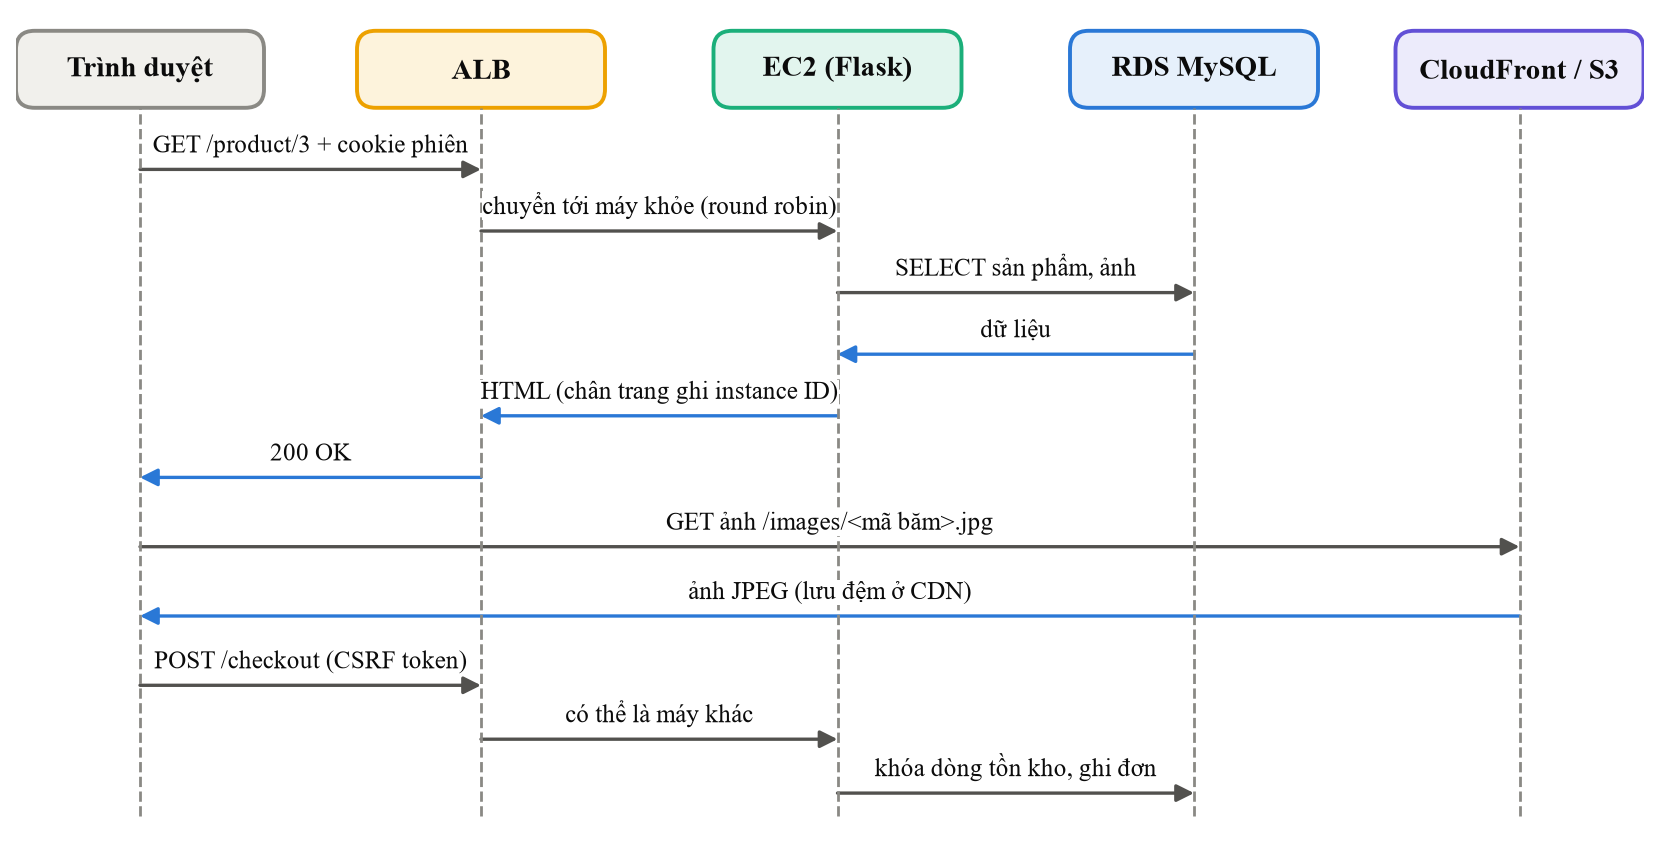 Trình duyệt
ALB
EC2 (Flask)
RDS MySQL
CloudFront / S3
GET /product/3 + cookie phiên
chuyển tới máy khỏe (round robin)
SELECT sản phẩm, ảnh
dữ liệu
HTML (chân trang ghi instance ID)
200 OK
GET ảnh /images/<mã băm>.jpg
ảnh JPEG (lưu đệm ở CDN)
POST /checkout (CSRF token)
có thể là máy khác
khóa dòng tồn kho, ghi đơn